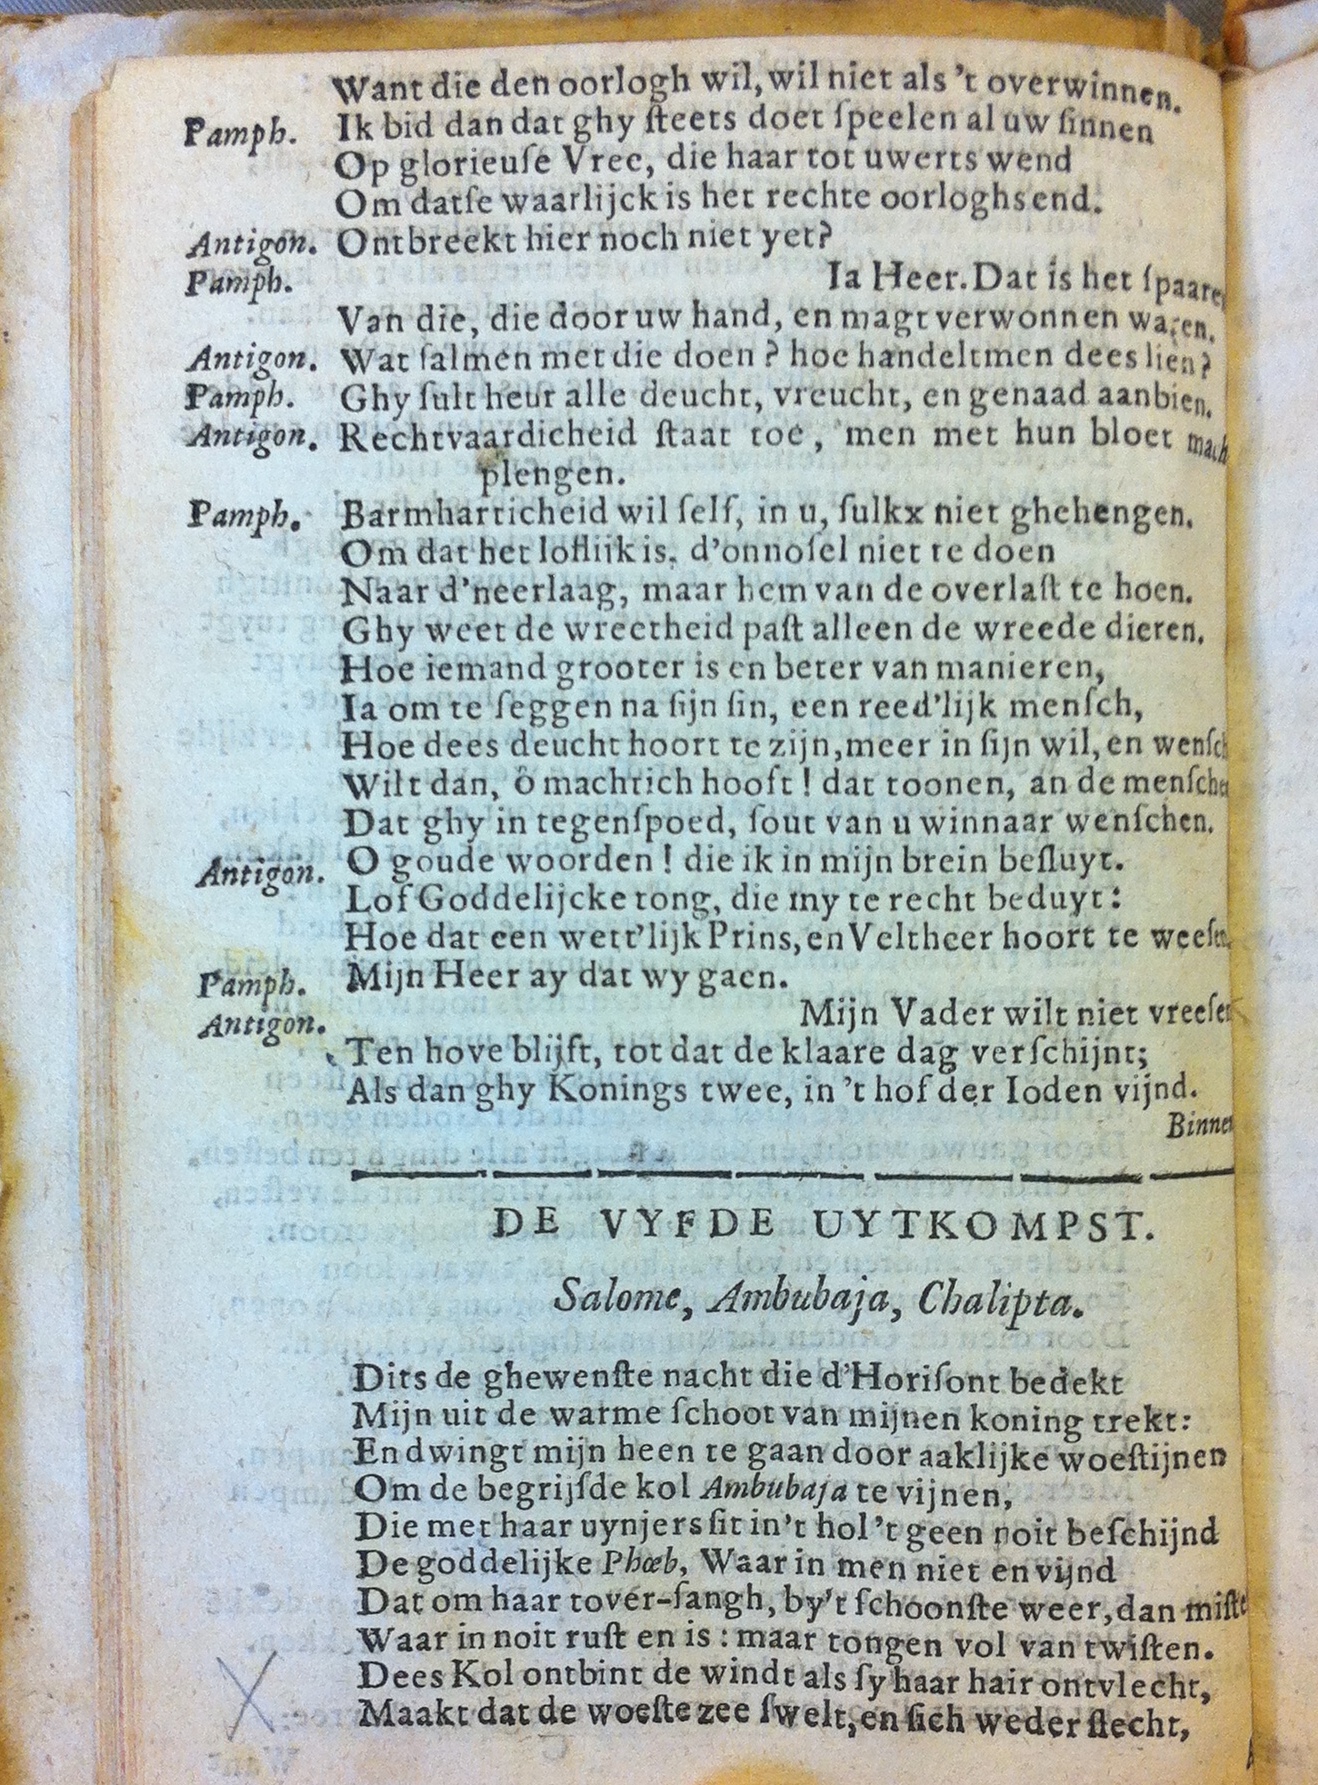 Want die den oorlogh wil, wil niet als 't overwinnen.
Pamph. Ik bid dan dat ghy ſteets doet ſpeelen al uw ſinnen
Op glorieuſe Vree, die haar tot uwerts wend
Om datſe waarlijck is het rechte oorloghs end.
Antigon. Ontbreekt hier noch niet yet?
Pamph. Ia Heer. Dat is het ſpaaren
Van die, die door uw hand, en magt verwonnen waren.
Antigon. Wat ſalmen met die doen? hoe handeltmen dees lien?
Pamph. Ghy ſult heur alle deucht, vreucht, en genaad aanbien.
Antigon. Rechtvaardicheid ſtaat toe, men met hun bloet mach
plengen.
Pamph. Barmharticheid wil ſelf, in u, ſulkx niet ghehengen.
Om dat het loflijk is, d'onnoſel niet te doen
Naar d'neerlaag, maar hem van de overlaſt te hoen.
Ghy weet de wreetheid paſt alleen de wreede dieren.
Hoe iemand grooter is en beter van manieren,
Ia om te ſeggen na ſijn ſin, een reed'lijk menſch,
Hoe dees deucht hoort te zijn, meer in ſijn wil, en wenſch
Wilt dan, ô machtich hooft! dat toonen, an de menſchen
Dat ghy in tegenſpoed, ſout van u winnaar wenſchen.
Antigon. O goude woorden! die ik in mijn brein beſluyt.
Lof Goddelijcke tong, die my te recht beduyt:
Hoe dat een wett'lijk Prins, en Veltheer hoort te weeſen.
Pamph. Mijn Heer ay dat wy gaen.
Antigon. Mijn Vader wilt niet vreeſen
Ten hove blijft, tot dat de klaare dag verſchijnt;
Als dan ghy Konings twee, in 't hof der Ioden vijnd.
Binnen
DE VYFDE UYTKOMPST.
Salome, Ambubaja, Chalipta.
Dits de ghewenſte nacht die d'Horiſont bedekt
Mijn uit de warme ſchoot van mijnen koning trekt:
En dwingt mijn heen te gaan door aaklijke woeſtijnen
Om de begrijſde kol Ambubaja te vijnen,
Die met haar uynjers ſit in't hol 't geen noit beſchijnd
De goddelijke Phœb, Waar in men niet en vijnd
Dat om haar tover-ſangh, by't ſchoonſte weer, dan miſte
Waar in noit ruſt en is: maar tongen vol van twiſten.
Dees Kol ontbint de windt als ſy haar hair ontvlecht,
Maakt dat de woeſte zee ſwelt, en ſich weder ſlecht,